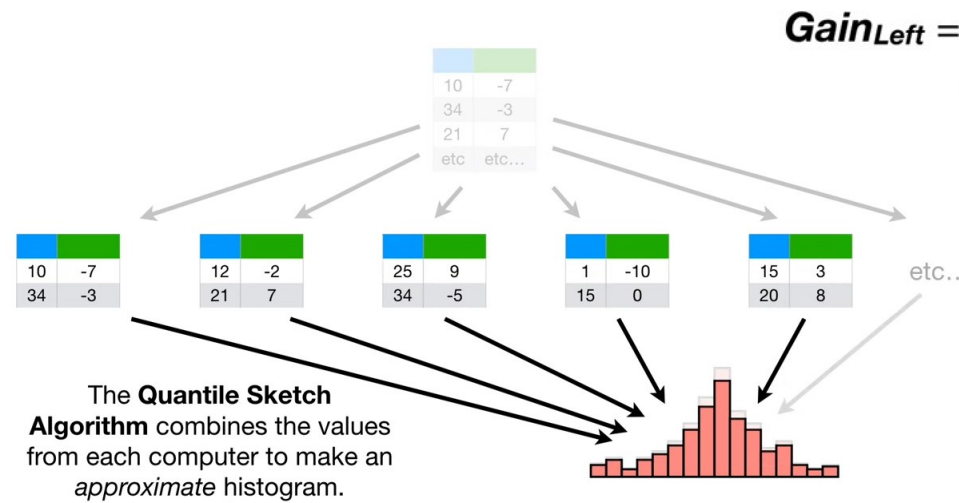 Gain Left =
10 -7
34 -3
21 7
etc etc...
10 -7
34 -3
12 -2
21 7
25 9
34 -5
1 -10
15 0
15 3
20 8
etc..
The Quantile Sketch
Algorithm combines the values
from each computer to make an
approximate histogram.